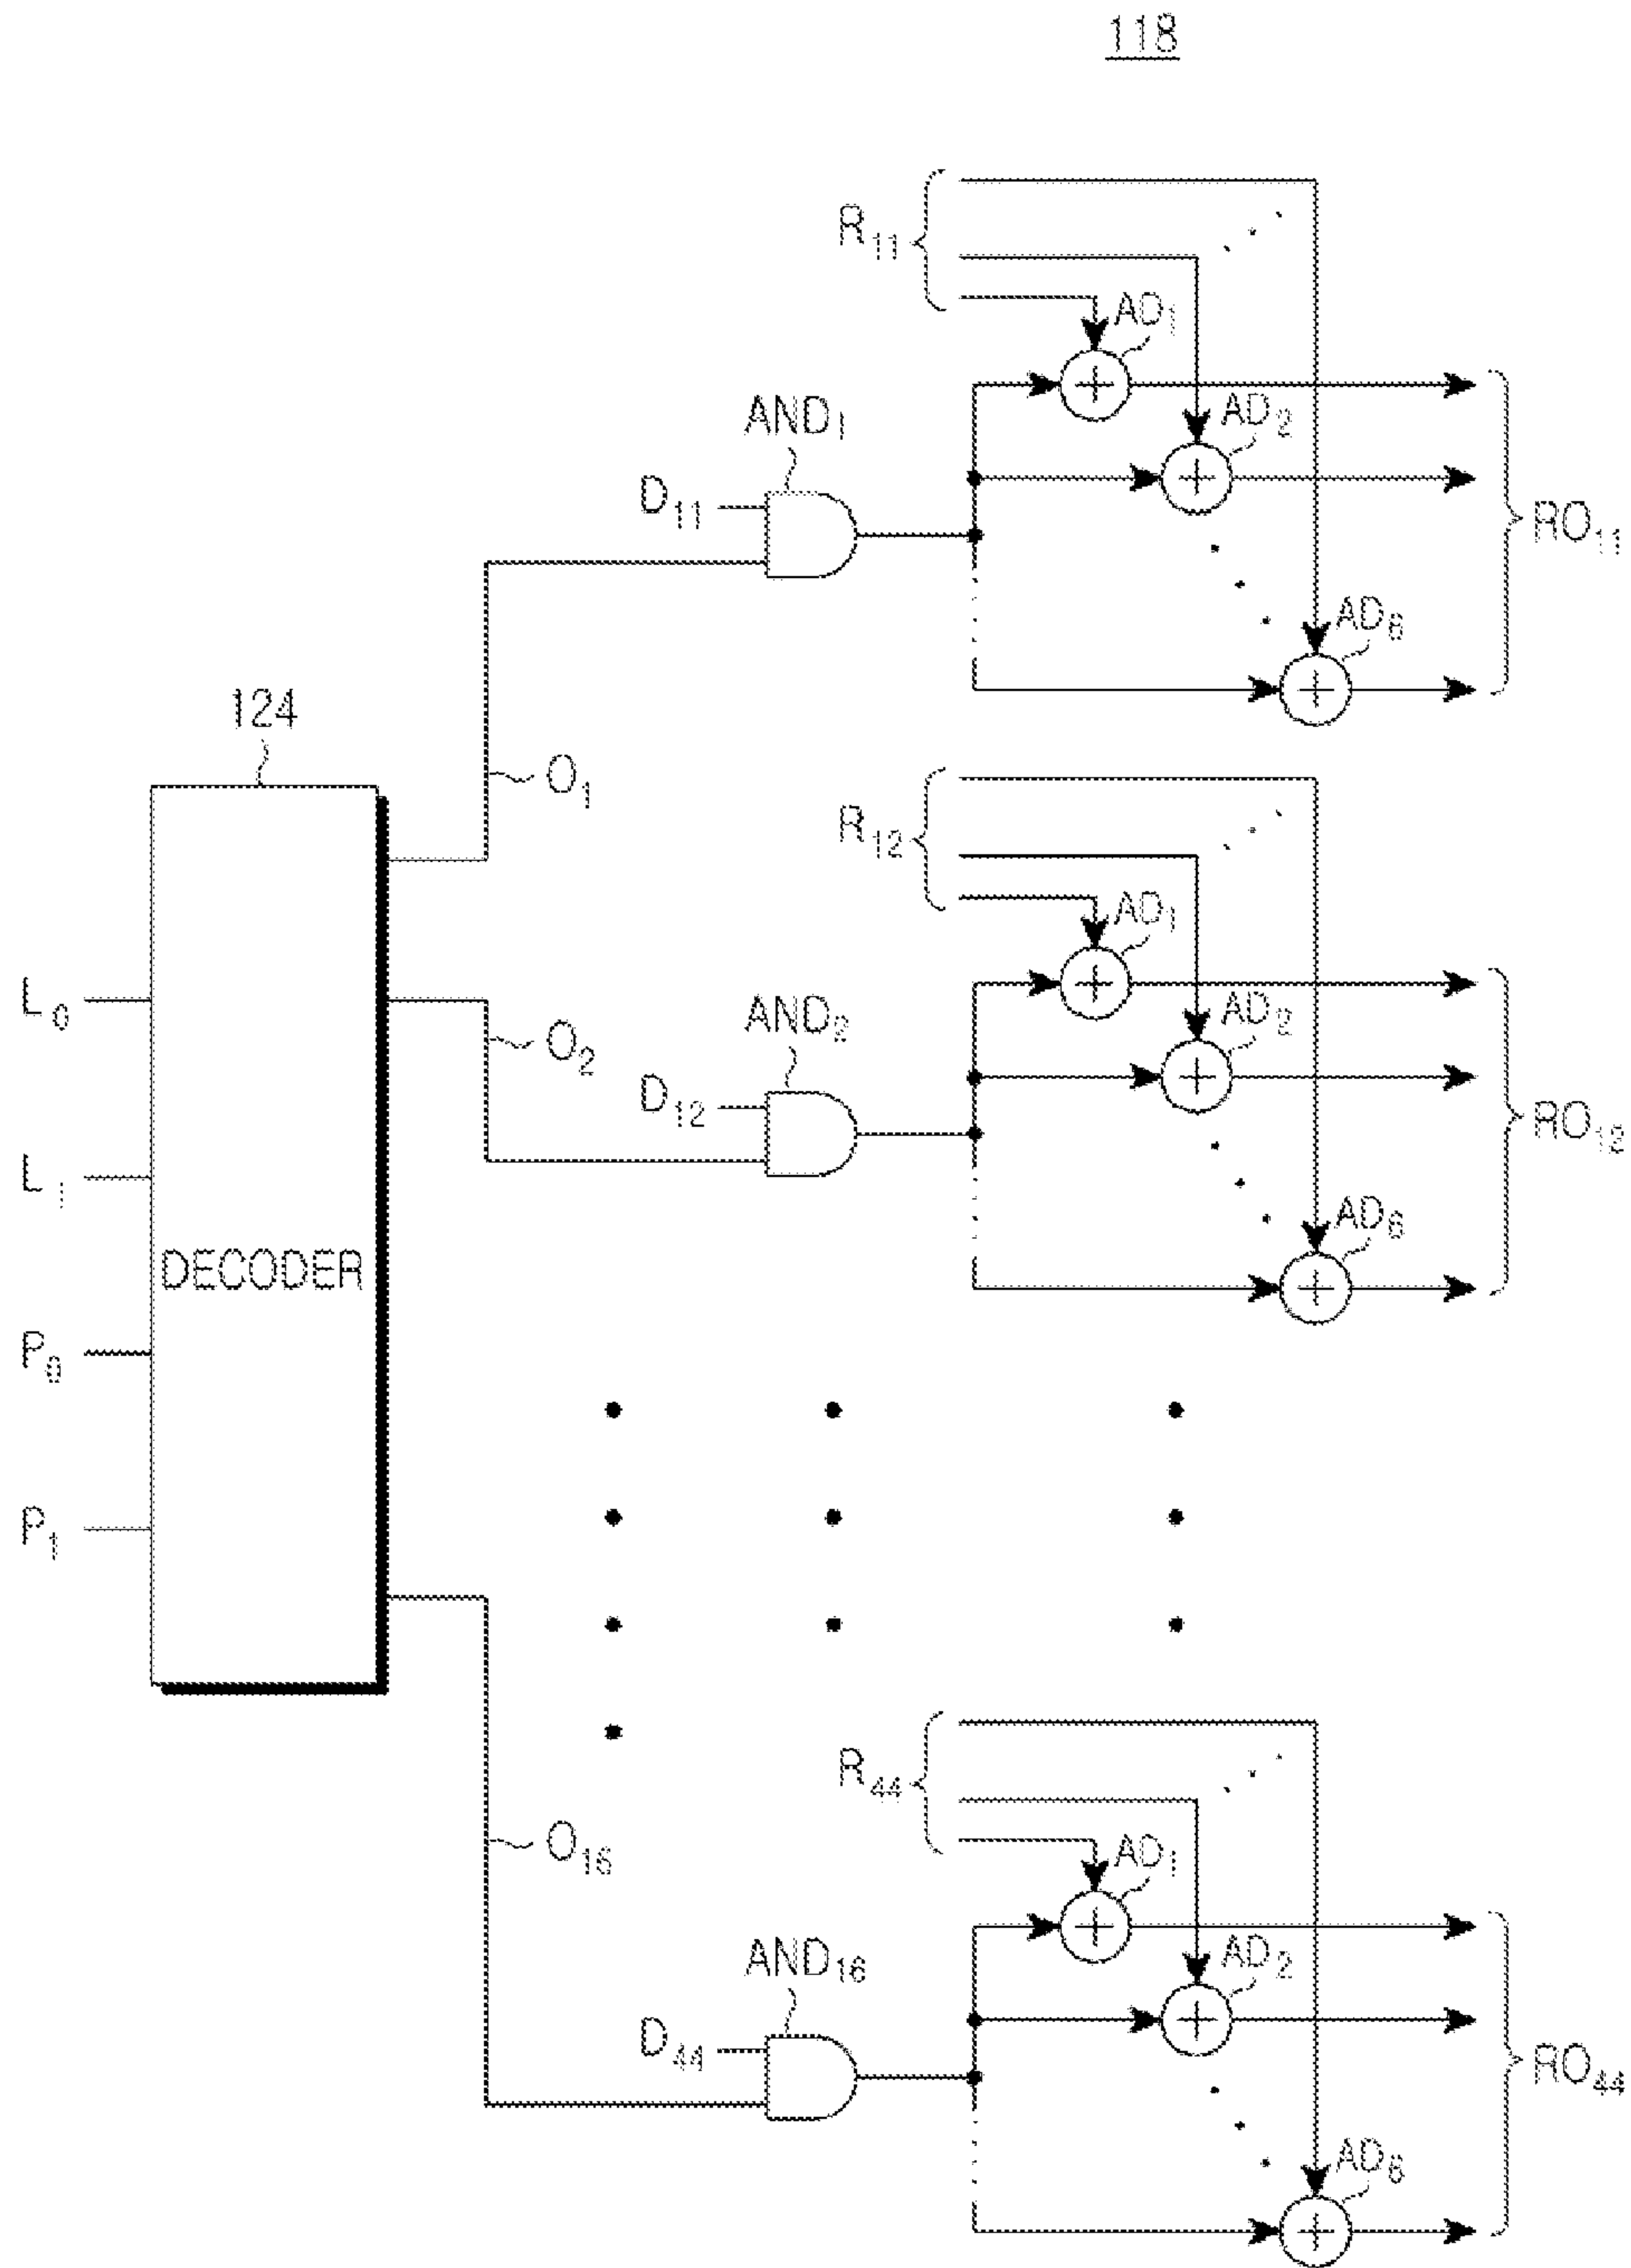 118
R11
AD1
AND1
AD2
D11
RO11
AD6
124
O1
R12
AD1
L0
O2
AND2
AD2
D12
RO12
L1
AD6
DECODER
P0
P1
R44
O16
AD1
AND16
AD2
D44
RO44
AD6